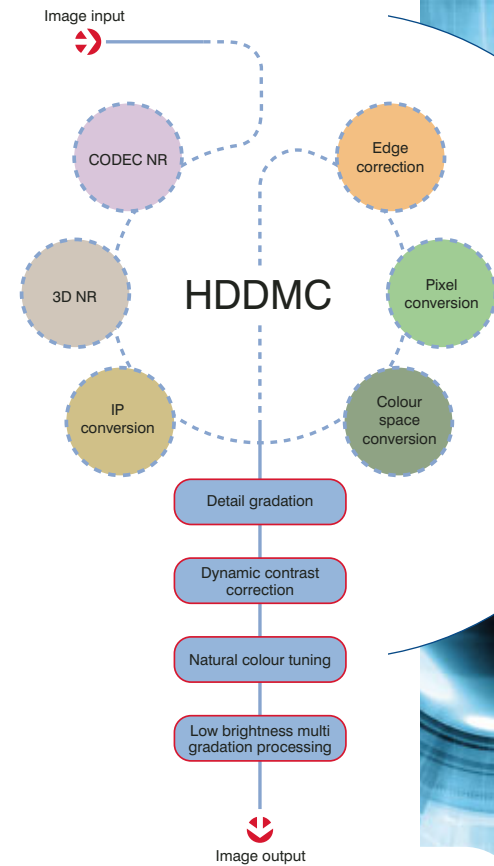 Image input
CODEC NR
3D NR
IP
conversion
Colour
space
conversion
Pixel
conversion
Edge
correction
HDDMC
Detail gradation
Dynamic contrast
correction
Natural colour tuning
Low brightness multi
gradation processing
Image output